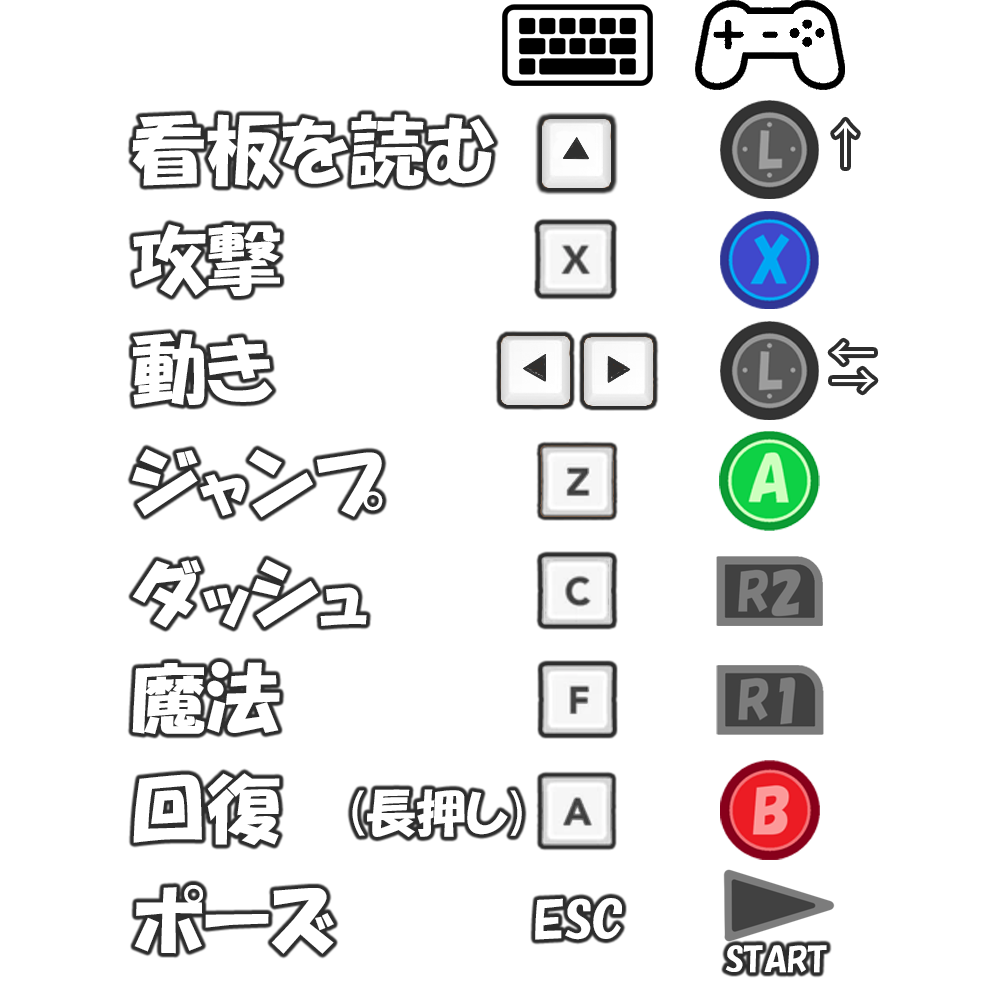 看板を読む ▲ L ↑
攻撃 X X
動き ◀ ▶ L ← →
ジャンプ Z A
ダッシュ C R2
魔法 F R1
回復 (長押し) A B
ポーズ ESC
START